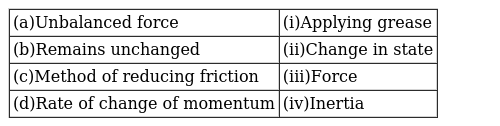 (a)Unbalanced force (i)Applying grease
(b)Remains unchanged (ii)Change in state
(c)Method of reducing friction (iii)Force
(d)Rate of change of momentum (iv)Inertia